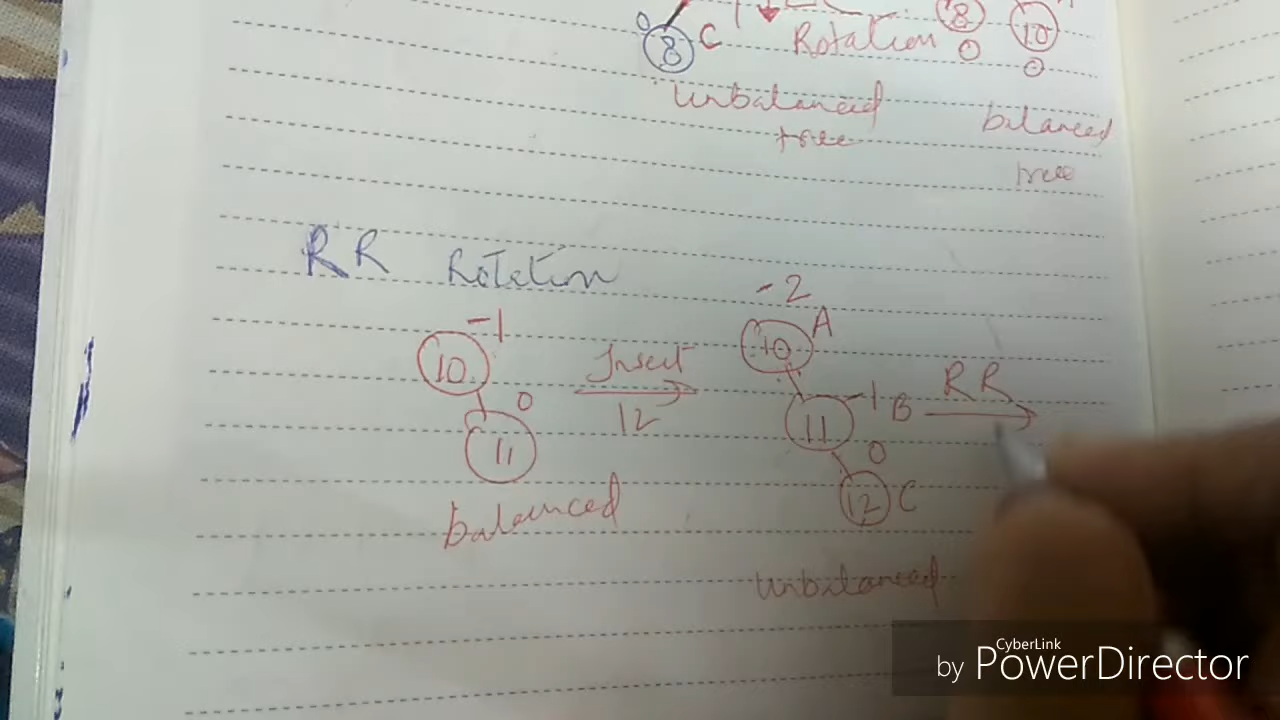 0
8 C Rotation 8 10
0 0
Unbalanced balanced
tree tree
RR Rotation
-2
-1 10 A
10 Insert RR
0 12 11 -1 B
11 0
balanced 12 C
Unbalanced
CyberLink
by PowerDirector